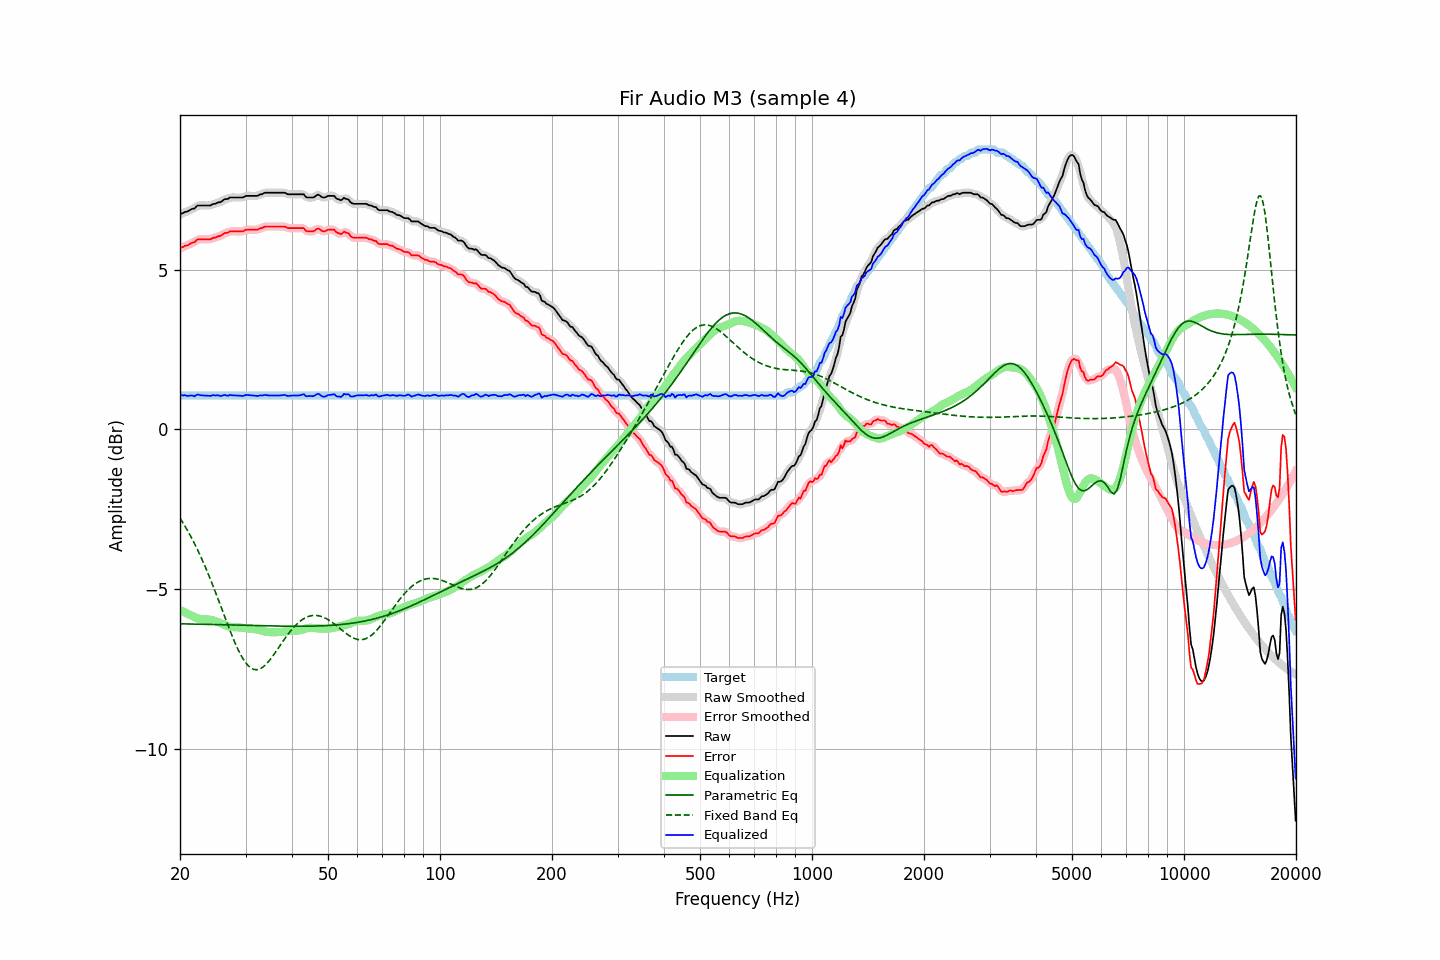 Fir Audio M3 (sample 4)
Amplitude (dBr)
5
0
−5
−10
Target
Raw Smoothed
Error Smoothed
Raw
Error
Equalization
Parametric Eq
Fixed Band Eq
Equalized
20 50 100 200 500 1000 2000 5000 10000 20000
Frequency (Hz)